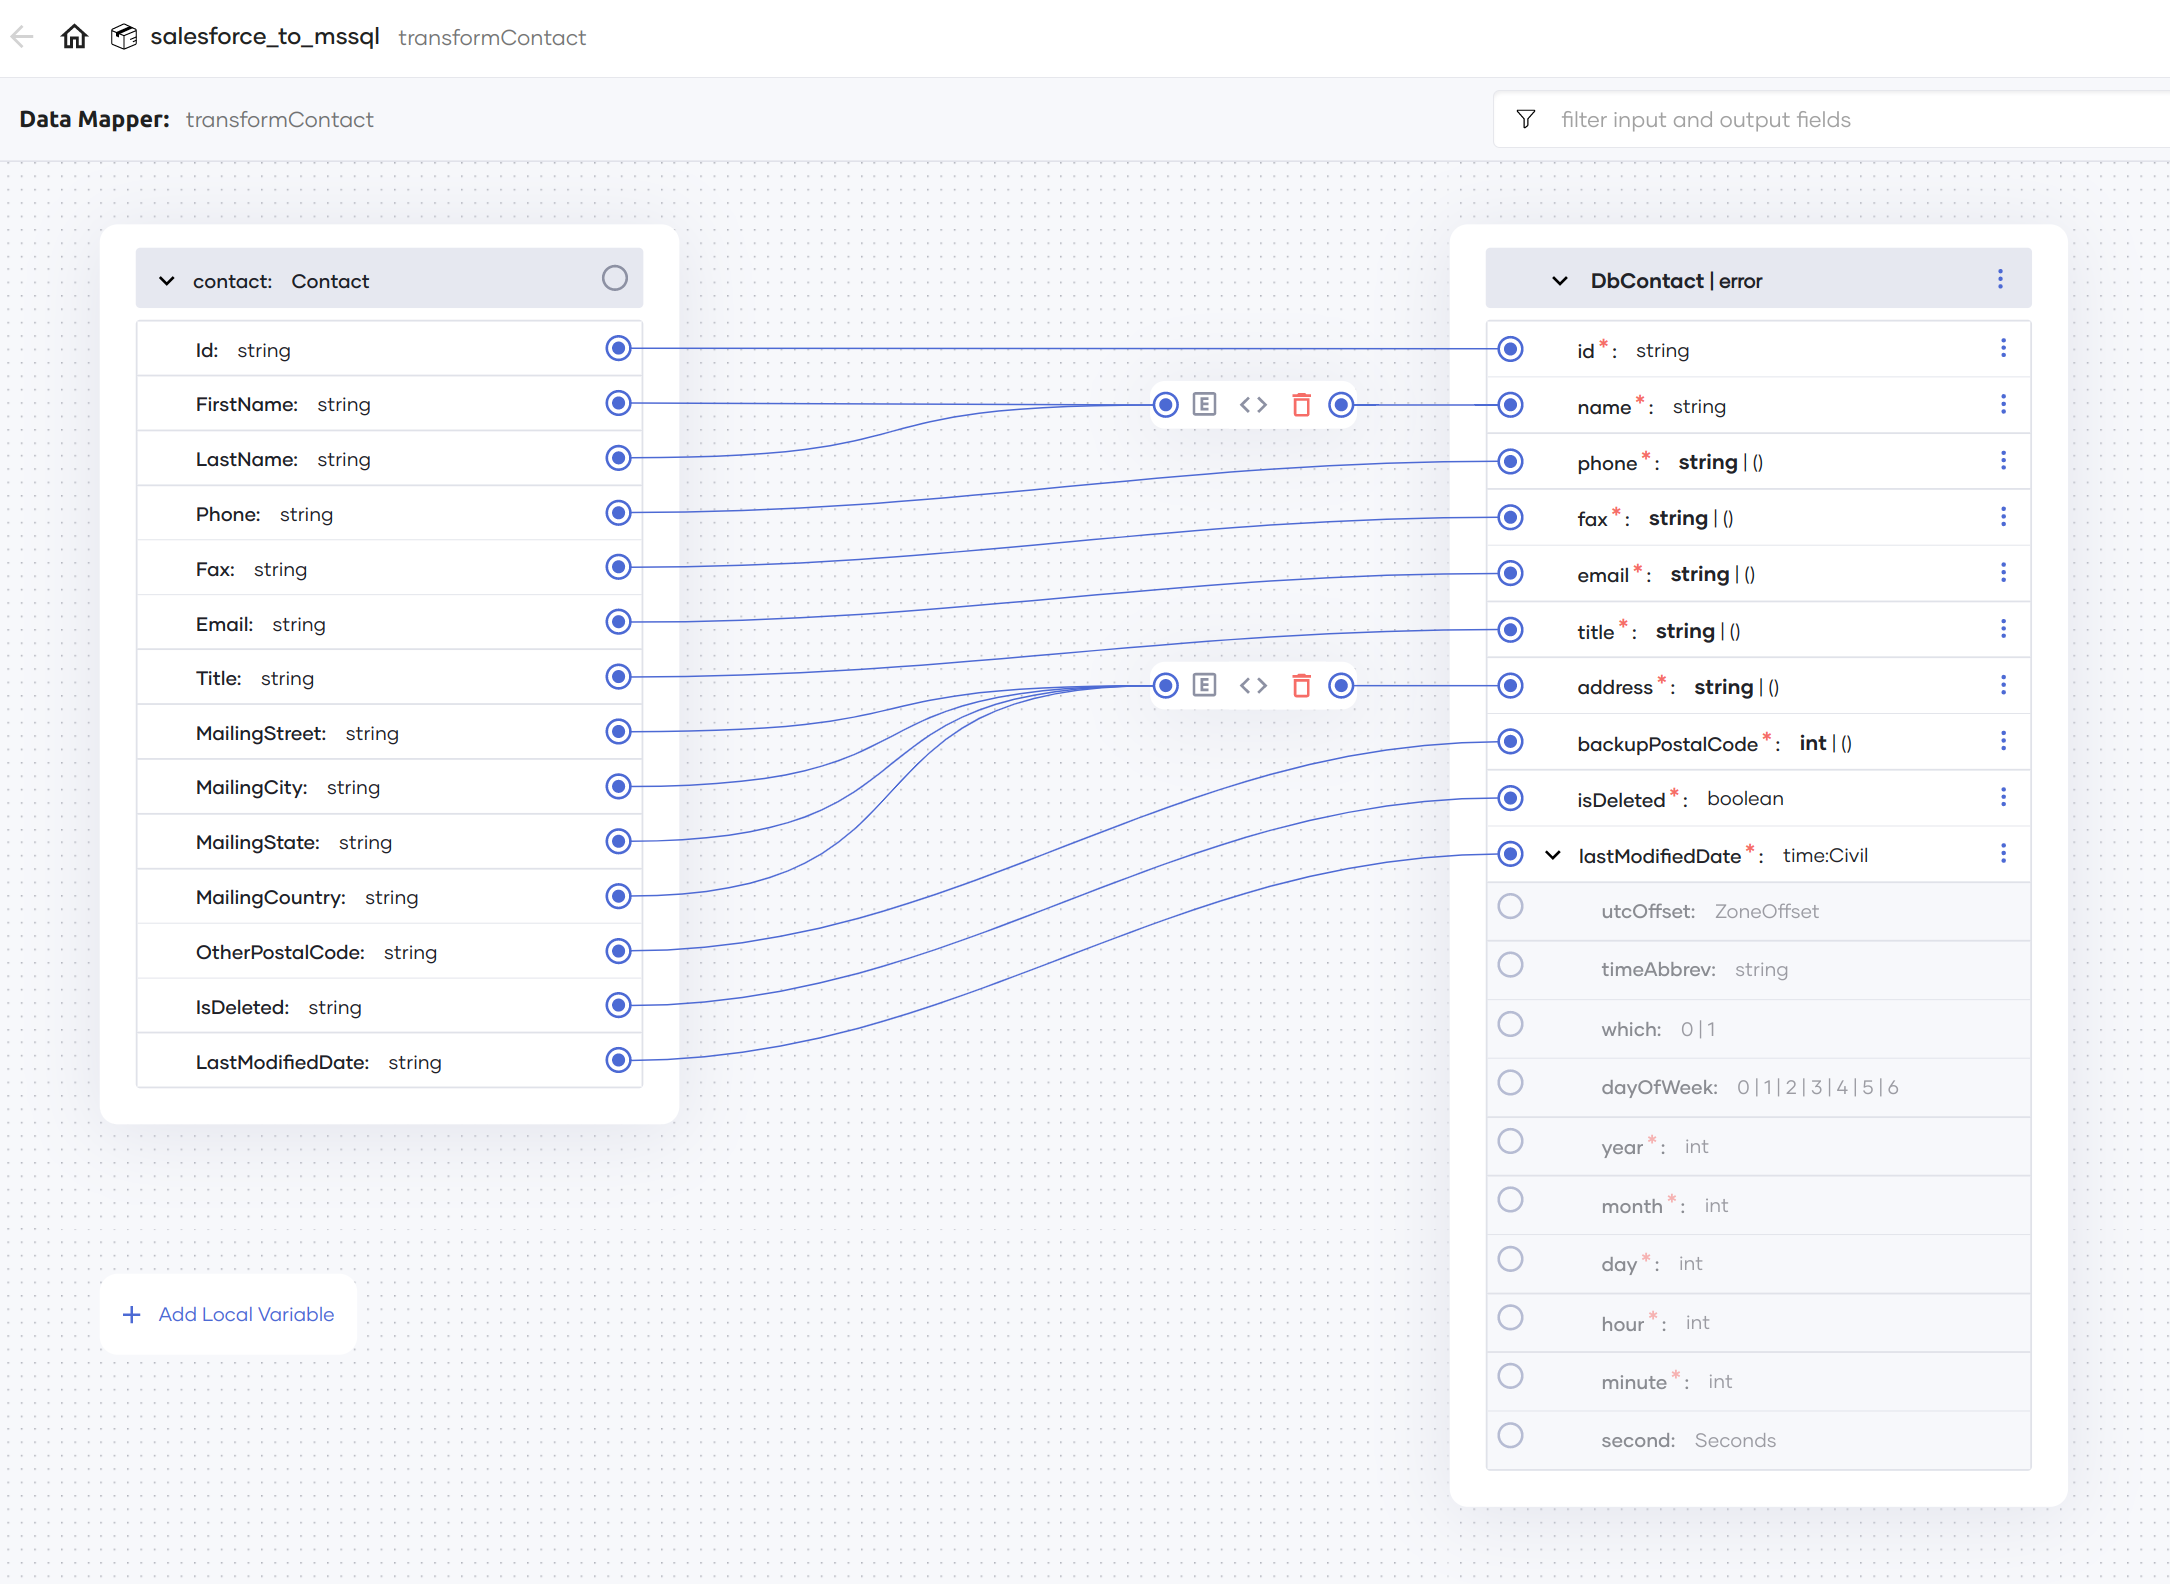 salesforce_to_mssql transformContact
Data Mapper: transformContact
filter input and output fields
contact: Contact
Id: string
FirstName: string
LastName: string
Phone: string
Fax: string
Email: string
Title: string
MailingStreet: string
MailingCity: string
MailingState: string
MailingCountry: string
OtherPostalCode: string
IsDeleted: string
LastModifiedDate: string
Add Local Variable
E
E
DbContact | error
id*: string
name*: string
phone*: string | ()
fax*: string | ()
email*: string | ()
title*: string | ()
address*: string | ()
backupPostalCode*: int | ()
isDeleted*: boolean
lastModifiedDate*: time:Civil
utcOffset: ZoneOffset
timeAbbrev: string
which: 0 | 1
dayOfWeek: 0 | 1 | 2 | 3 | 4 | 5 | 6
year*: int
month*: int
day*: int
hour*: int
minute*: int
second: Seconds